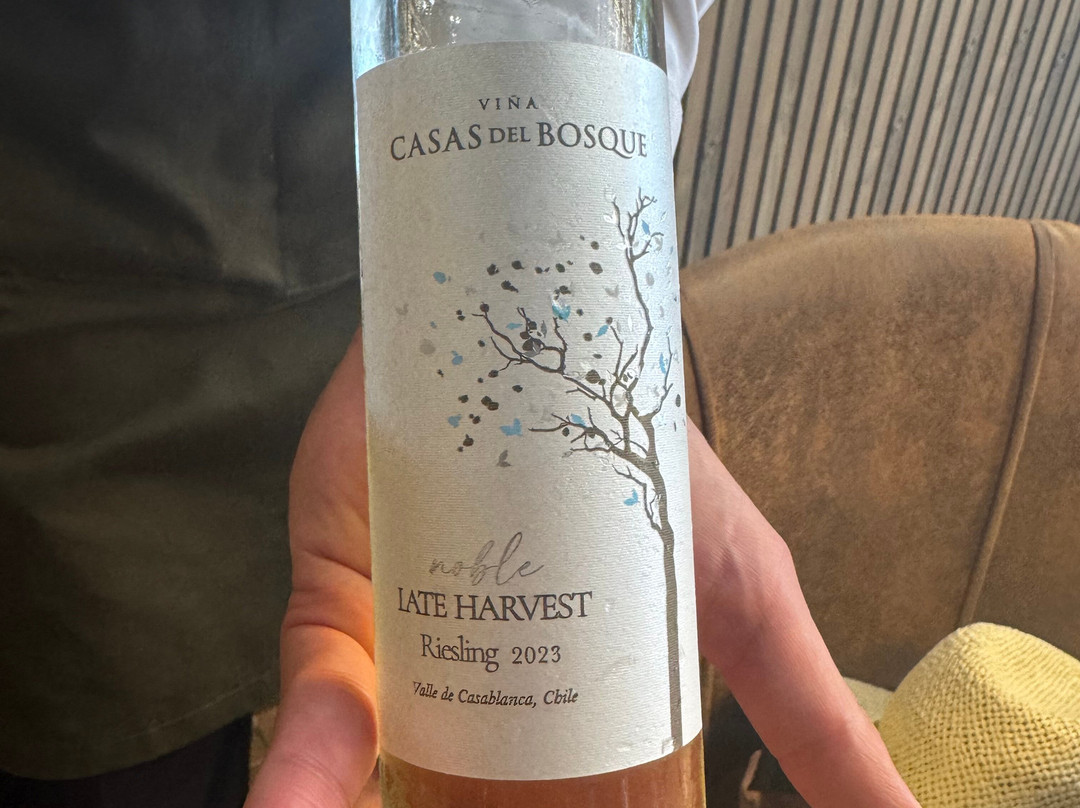 VIÑA
CASAS DEL BOSQUE
noble
LATE HARVEST
Riesling 2023
Valle de Casablanca, Chile